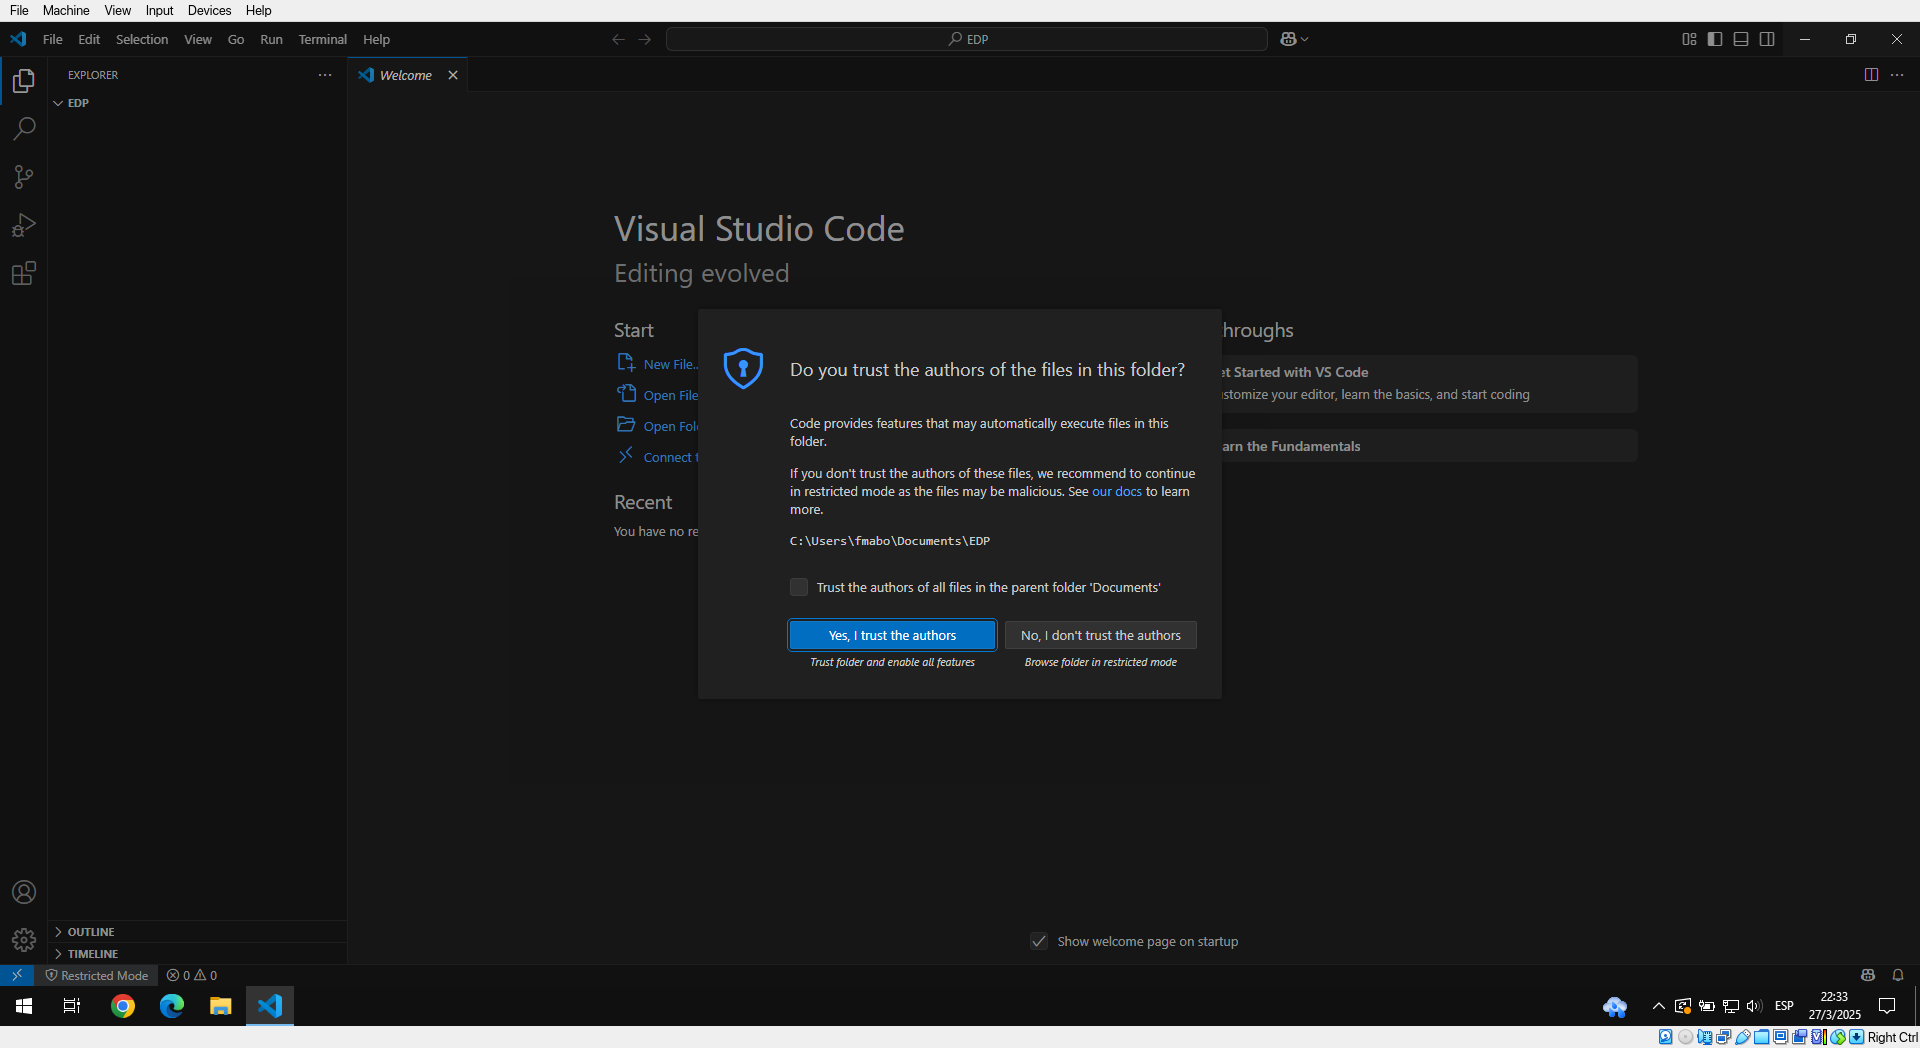 File Machine View Input Devices Help
File Edit Selection View Go Run Terminal Help
EDP
EXPLORER
Welcome
EDP
Visual Studio Code
Editing evolved
Start
New File...
Open File
Open Fol
Connect t
Recent
You have no re
hroughs
et Started with VS Code
stomize your editor, learn the basics, and start coding
arn the Fundamentals
Do you trust the authors of the files in this folder?
Code provides features that may automatically execute files in this
folder.
If you don't trust the authors of these files, we recommend to continue
in restricted mode as the files may be malicious. See our docs to learn
more.
C:\Users\fmabo\Documents\EDP
Trust the authors of all files in the parent folder 'Documents'
Yes, I trust the authors
No, I don't trust the authors
Trust folder and enable all features
Browse folder in restricted mode
Show welcome page on startup
OUTLINE
TIMELINE
Restricted Mode 0 0
ESP
22:33
27/3/2025
Right Ctrl